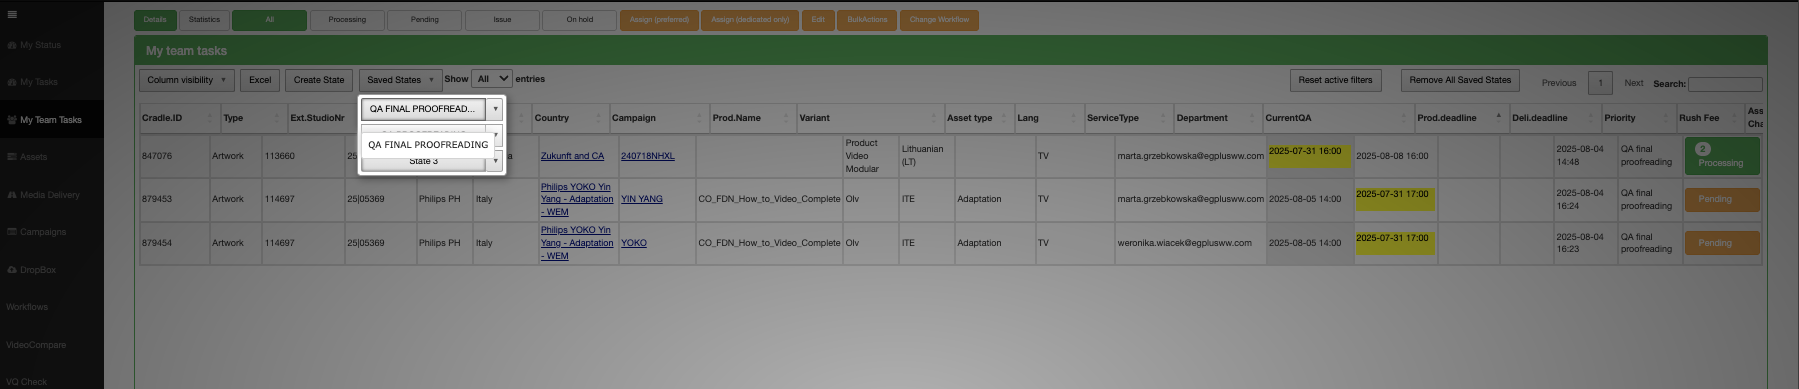 Details Statistics All Processing Pending Issue On hold Assign (preferred) Assign (dedicated only) Edit BulkActions Change Workflow
My Status
My team tasks
My Tasks
Column visibility Excel Create State Saved States Show All entries Reset active filters Remove All Saved States Previous 1 Next Search:
QA FINAL PROOFREAD...
QA FINAL PROOFREADING
State 3
My Team Tasks
Assets
Media Delivery
Campaigns
DropBox
Workflows
VideoCompare
VQ Check
Cradle.ID Type Ext.StudioNr Country Campaign Prod.Name Variant Asset type Lang ServiceType Department CurrentQA Prod.deadline Deli.deadline Priority Rush Fee Ass
Cha
847076 Artwork 113660 25 a Zukunft and CA 240718NHXL Product Video Modular Lithuanian (LT) TV marta.grzebkowska@egplusww.com 2025-07-31 16:00 2025-08-08 16:00 2025-08-04 14:48 QA final proofreading 2 Processing
879453 Artwork 114697 25|05369 Philips PH Italy Philips YOKO Yin Yang - Adaptation - WEM YIN YANG CO_FDN_How_to_Video_Complete Olv ITE Adaptation TV marta.grzebkowska@egplusww.com 2025-08-05 14:00 2025-07-31 17:00 2025-08-04 16:24 QA final proofreading Pending
879454 Artwork 114697 25|05369 Philips PH Italy Philips YOKO Yin Yang - Adaptation - WEM YOKO CO_FDN_How_to_Video_Complete Olv ITE Adaptation TV weronika.wiacek@egplusww.com 2025-08-05 14:00 2025-07-31 17:00 2025-08-04 16:23 QA final proofreading Pending